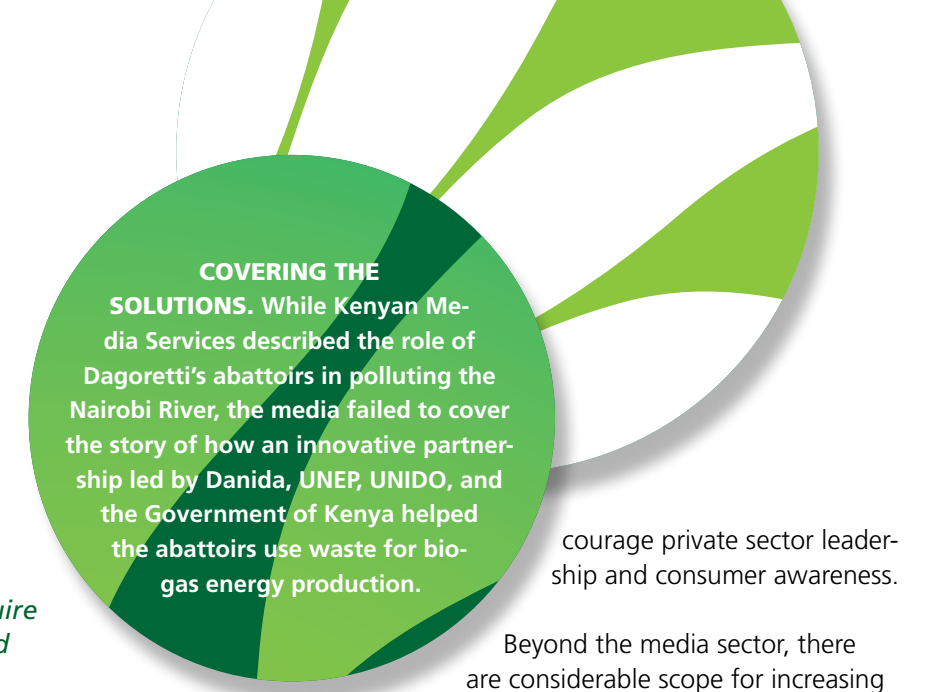 COVERING THE
SOLUTIONS. While Kenyan Me-
dia Services described the role of
Dagoretti's abattoirs in polluting the
Nairobi River, the media failed to cover
the story of how an innovative partner-
ship led by Danida, UNEP, UNIDO, and
the Government of Kenya helped
the abattoirs use waste for bio-
gas energy production.
courage private sector leader-
ship and consumer awareness.
Beyond the media sector, there
are considerable scope for increasing